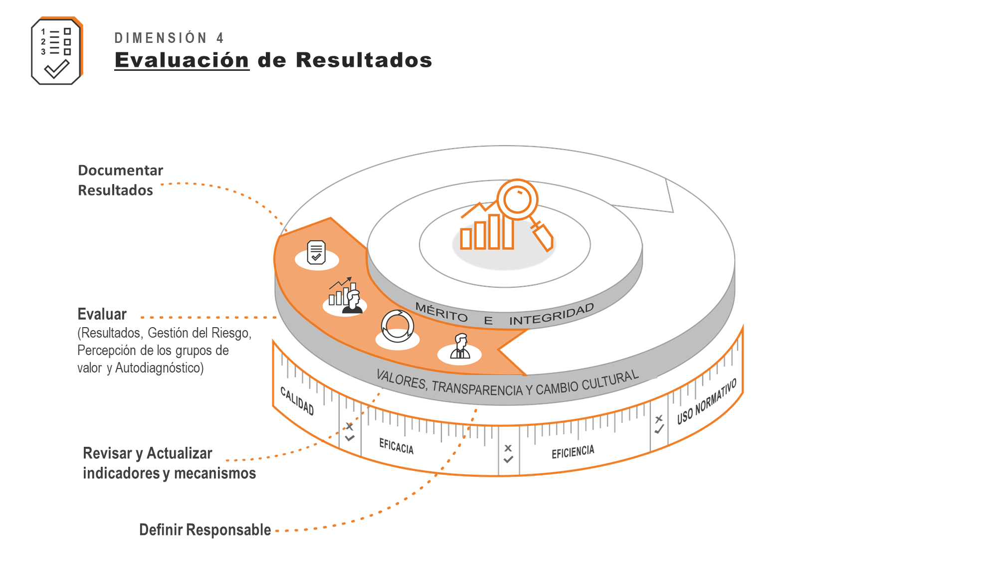 1
2
3
DIMENSIÓN 4
Evaluación de Resultados
Documentar
Resultados
Evaluar
(Resultados, Gestión del Riesgo,
Percepción de los grupos de
valor y Autodiagnóstico)
Revisar y Actualizar
indicadores y mecanismos
Definir Responsable
MÉRITO E INTEGRIDAD
VALORES, TRANSPARENCIA Y CAMBIO CULTURAL
CALIDAD
EFICACIA
EFICIENCIA
USO NORMATIVO